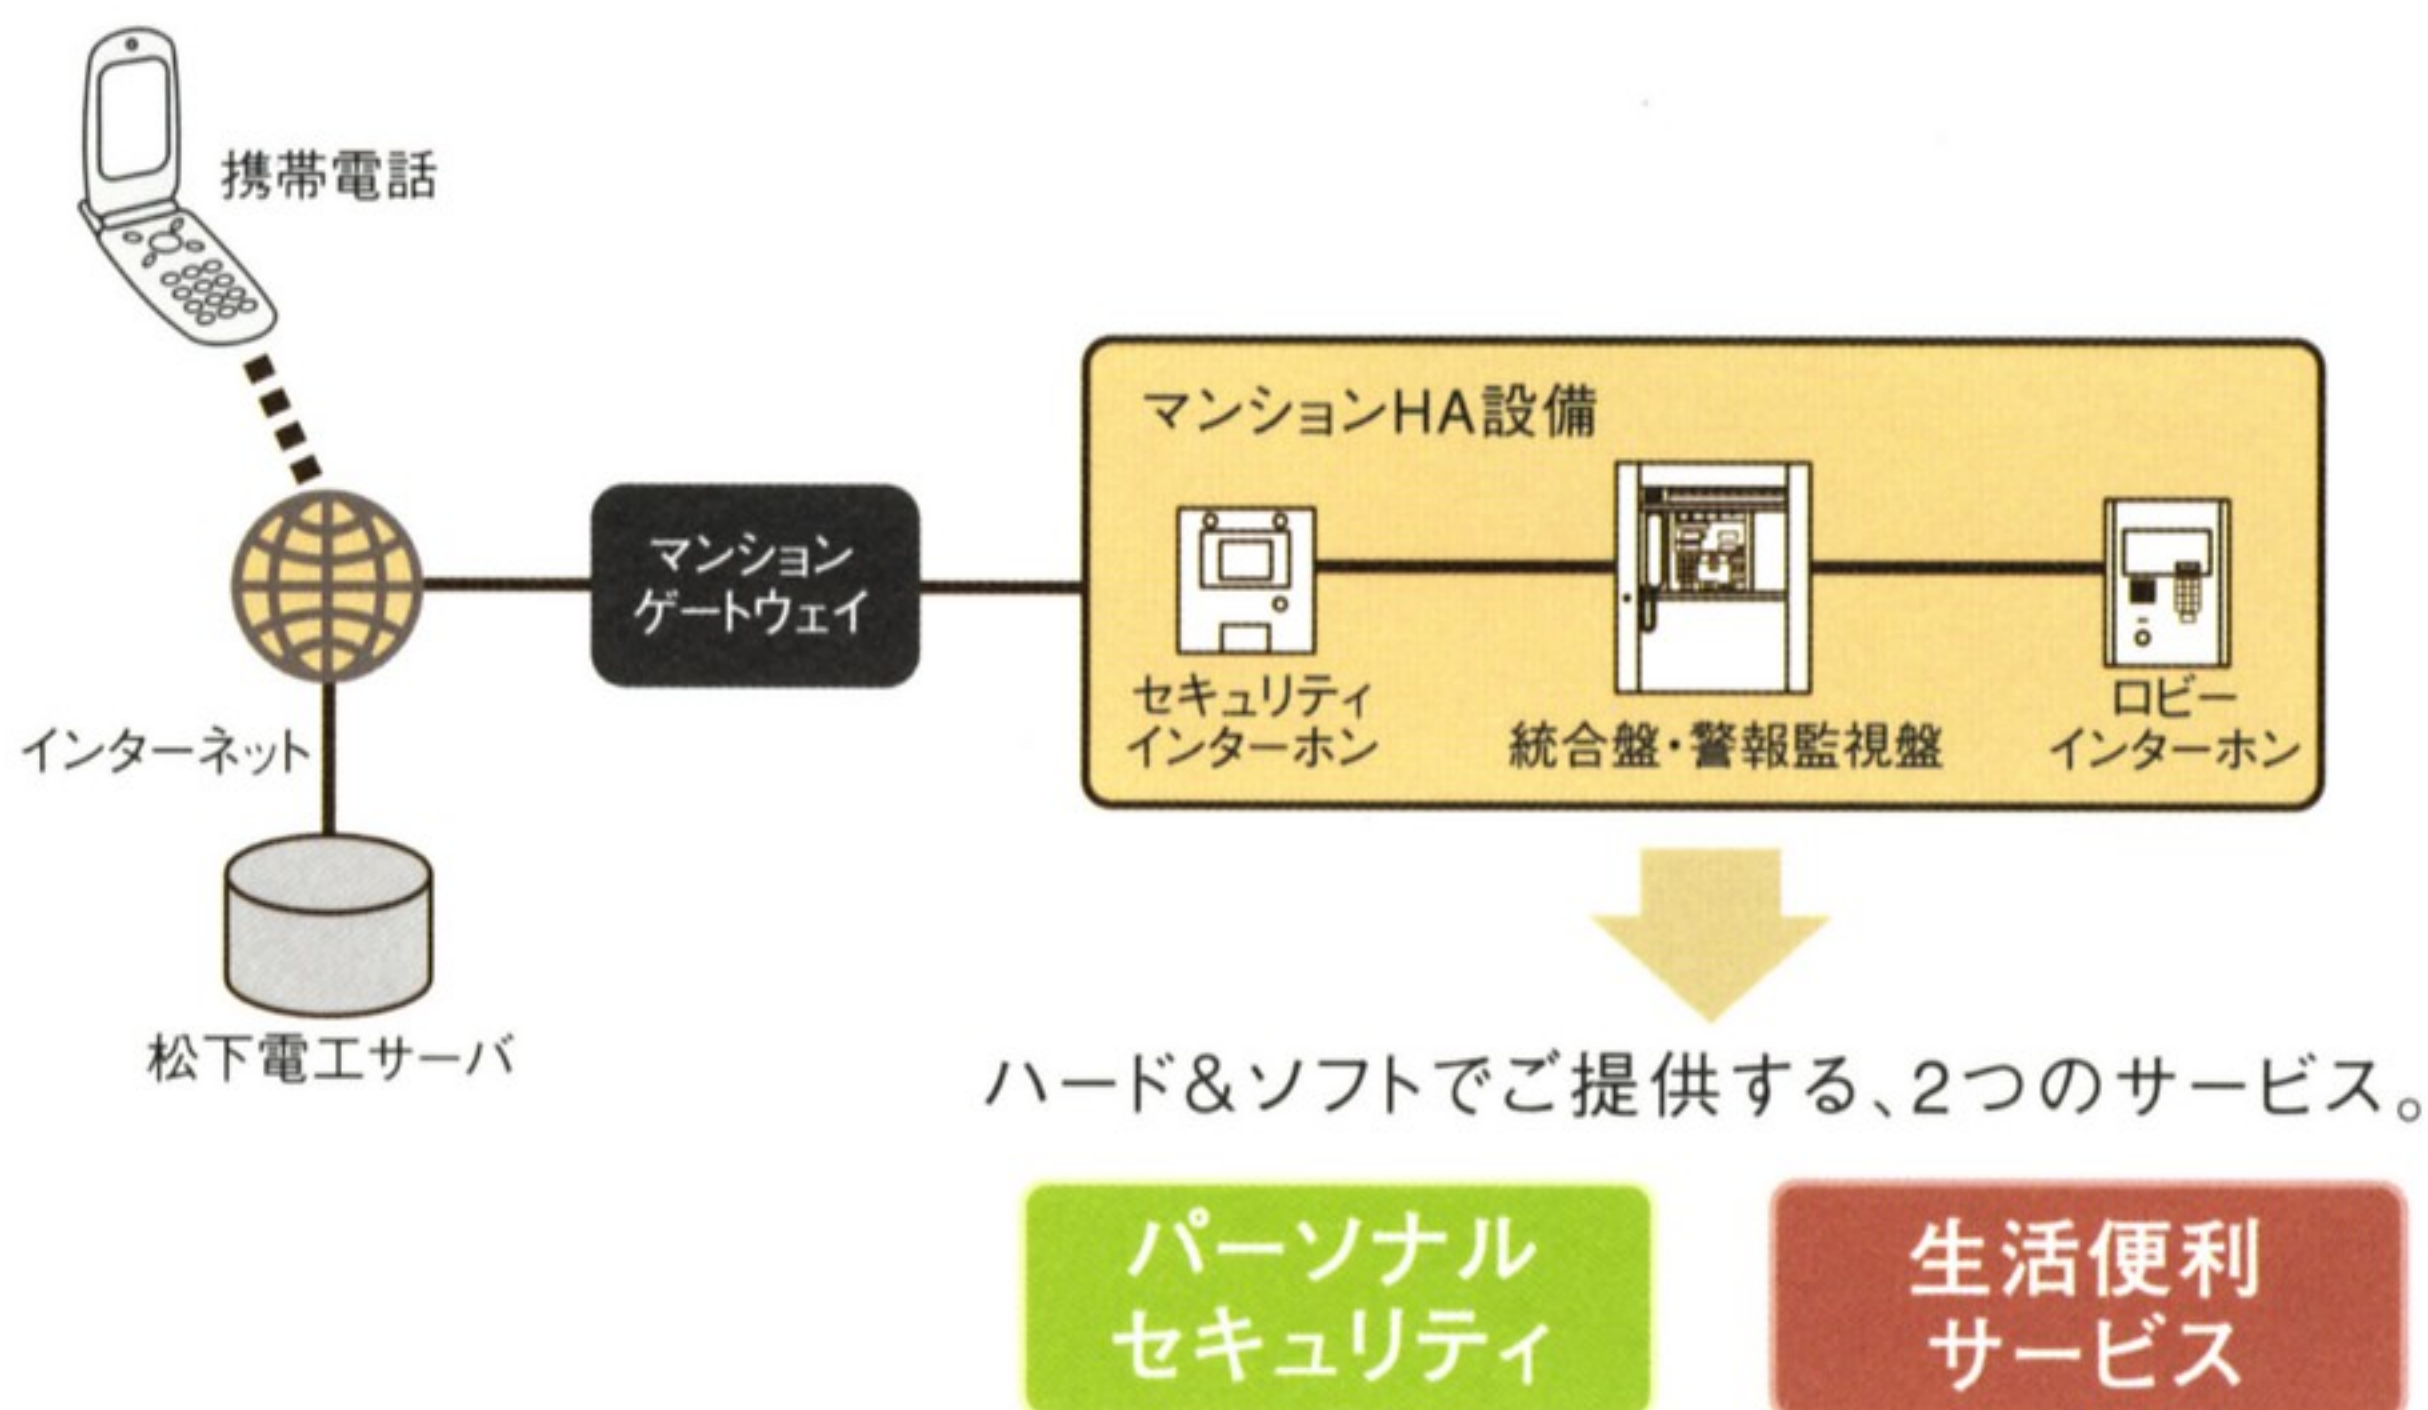 携帯電話
マンションHA設備
マンション
ゲートウェイ
セキュリティ
インターホン
統合盤・警報監視盤
ロビー
インターホン
インターネット
松下電工サーバ
ハード&ソフトでご提供する、2つのサービス。
パーソナル
セキュリティ
生活便利
サービス